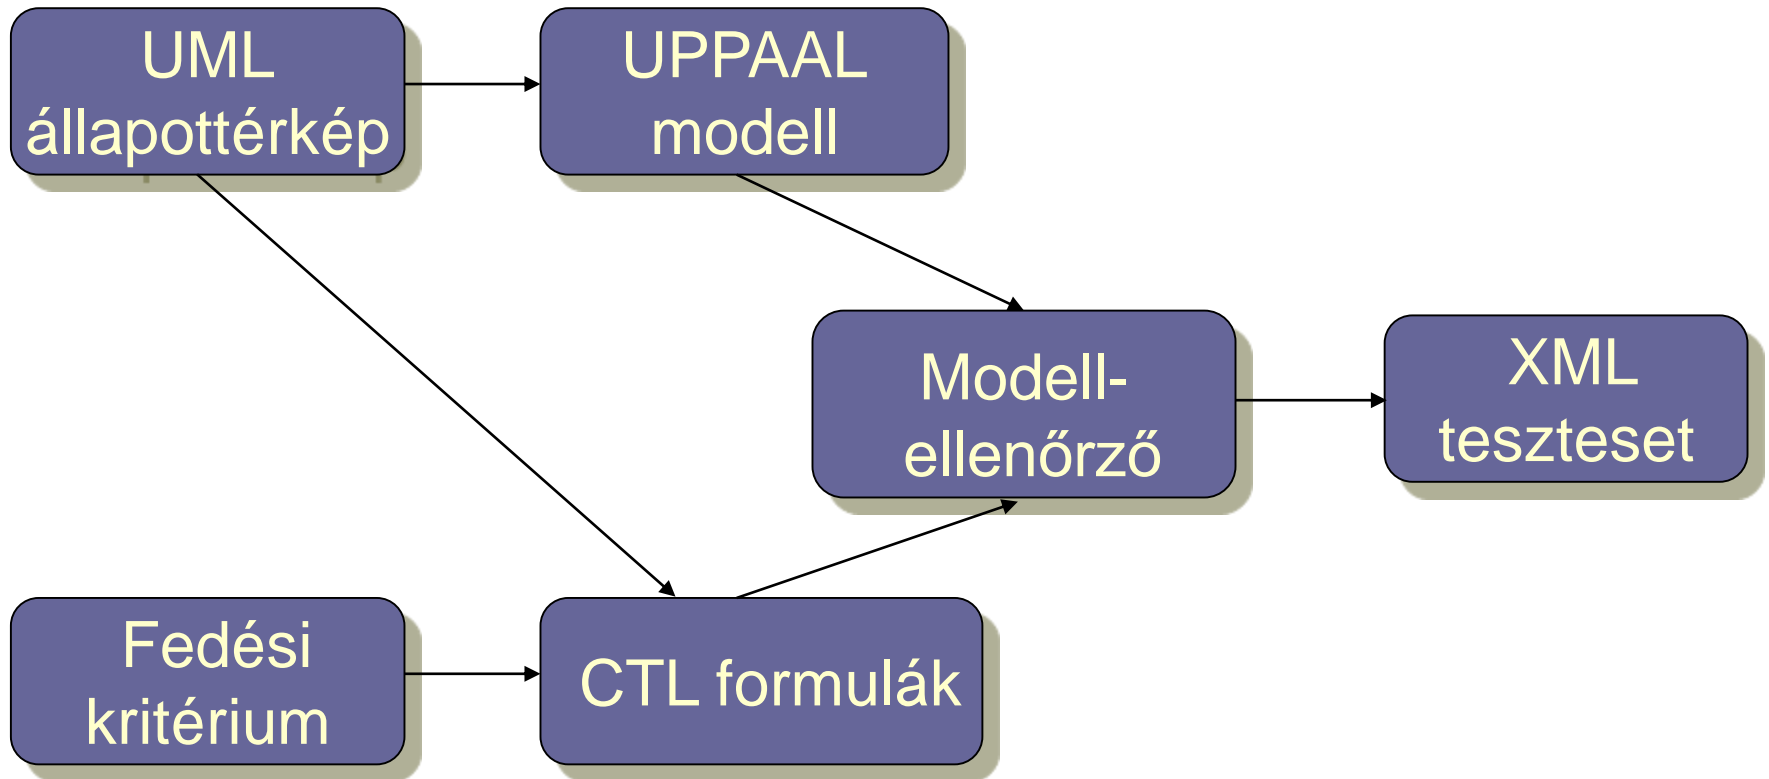 UML
állapottérkép
UPPAAL
modell
Modell-
ellenőrző
XML
teszteset
Fedési
kritérium
CTL formulák